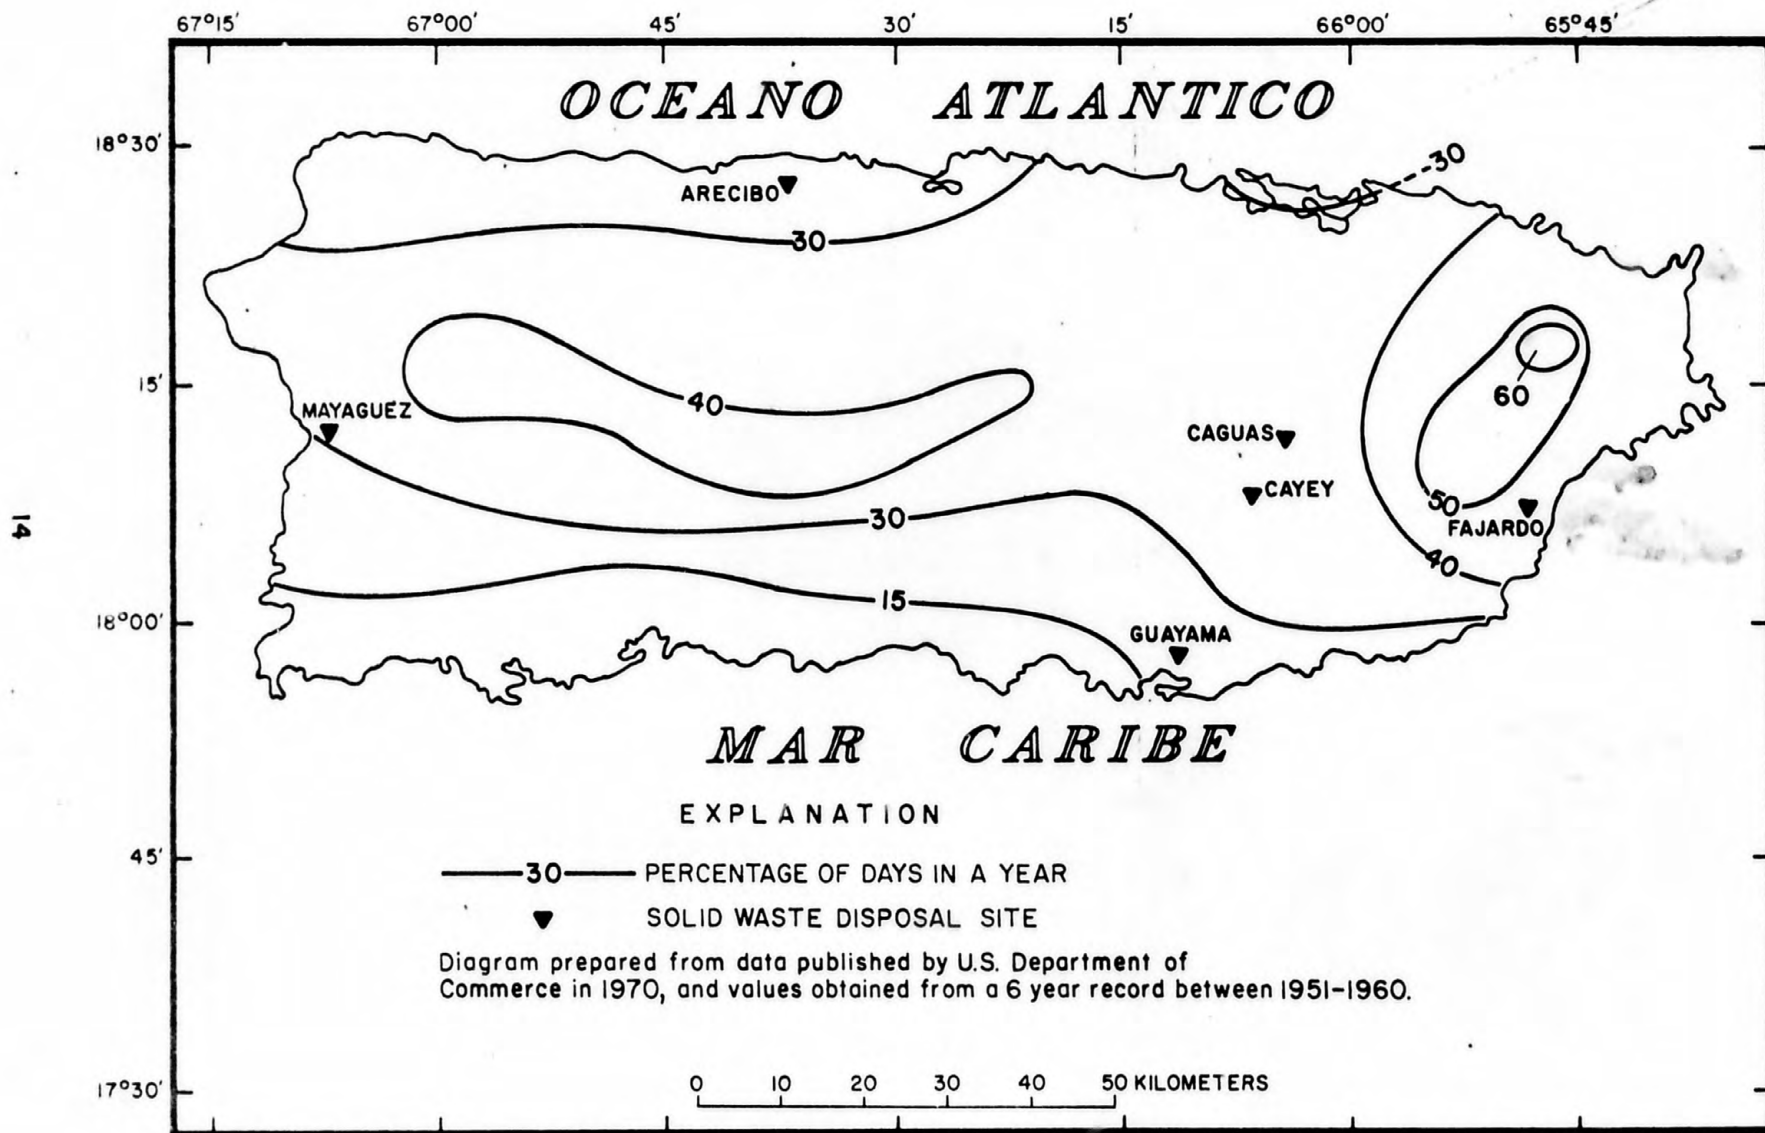 67°15' 67°00' 45' 30' 15' 66°00' 65°45'
OCEANO ATLANTICO
18°30'
30
ARECIBO
30
15'
40
60
MAYAGUEZ
CAGUAS
CAYEY
50
30
FAJARDO
40
15
18°00'
GUAYAMA
MAR CARIBE
EXPLANATION
45'
30 PERCENTAGE OF DAYS IN A YEAR
SOLID WASTE DISPOSAL SITE
Diagram prepared from data published by U.S. Department of
Commerce in 1970, and values obtained from a 6 year record between 1951-1960.
17°30'
0 10 20 30 40 50 KILOMETERS
14